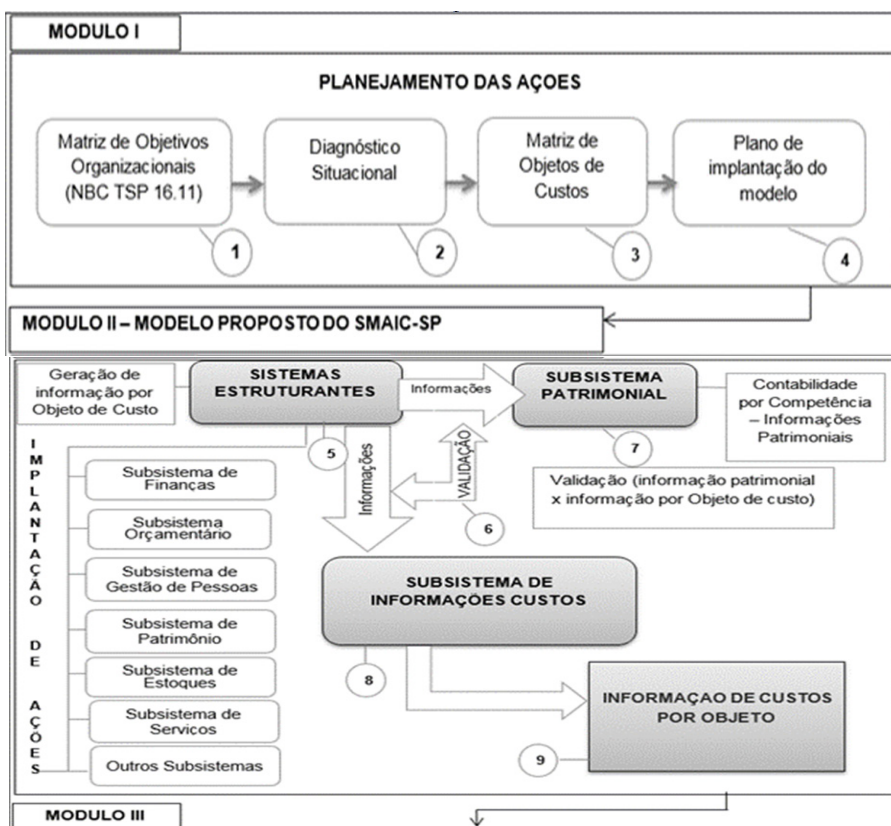 MODULO I
PLANEJAMENTO DAS AÇOES
Matriz de Objetivos
Organizacionais
(NBC TSP 16.11)
1
Diagnóstico
Situacional
2
Matriz de
Objetos de
Custos
3
Plano de
implantação do
modelo
4
MODULO II – MODELO PROPOSTO DO SMAIC-SP
Geração de
informação por
Objeto de Custo
SISTEMAS
ESTRUTURANTES
5
Informações
SUBSISTEMA
PATRIMONIAL
7
Contabilidade
por Competência
– Informações
Patrimoniais
Informações
VALIDAÇÃO
6
Validação (informação patrimonial
x informação por Objeto de custo)
IMPLANTAÇÃO DE AÇÕES
Subsistema de
Finanças
Subsistema
Orçamentário
Subsistema de
Gestão de Pessoas
Subsistema de
Patrimônio
Subsistema de
Estoques
Subsistema de
Servicos
Outros Subsistemas
SUBSISTEMA DE
INFORMAÇÕES CUSTOS
8
INFORMAÇAO DE CUSTOS
POR OBJETO
9
MODULO III